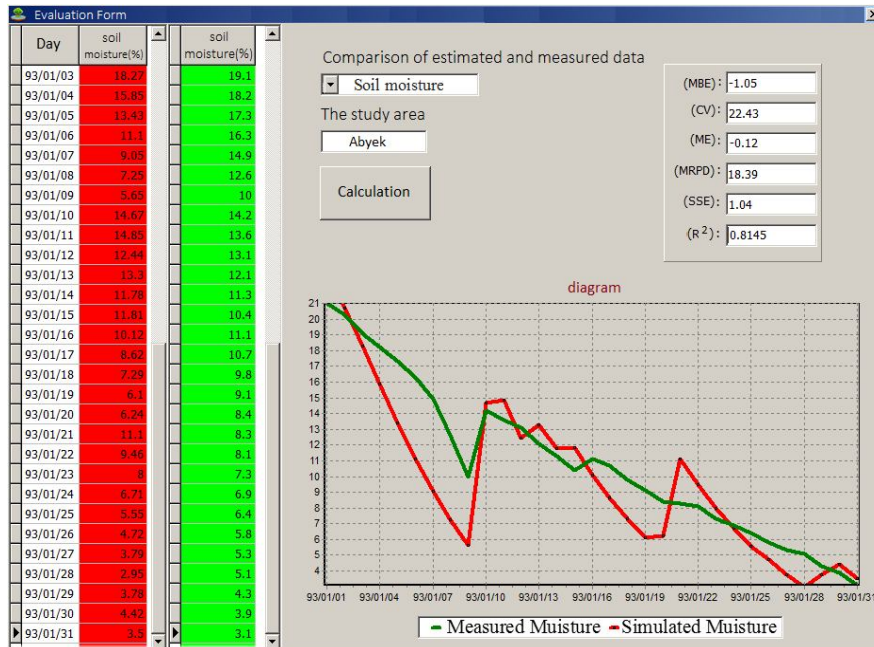 Evaluation Form
Day soil moisture(%) soil moisture(%)
93/01/03 18.27 19.1
93/01/04 15.85 18.2
93/01/05 13.43 17.3
93/01/06 11.1 16.3
93/01/07 9.05 14.9
93/01/08 7.25 12.6
93/01/09 5.65 10
93/01/10 14.67 14.2
93/01/11 14.85 13.6
93/01/12 12.44 13.1
93/01/13 13.3 12.1
93/01/14 11.78 11.3
93/01/15 11.81 10.4
93/01/16 10.12 11.1
93/01/17 8.62 10.7
93/01/18 7.29 9.8
93/01/19 6.1 9.1
93/01/20 6.24 8.4
93/01/21 11.1 8.3
93/01/22 9.46 8.1
93/01/23 8 7.3
93/01/24 6.71 6.9
93/01/25 5.55 6.4
93/01/26 4.72 5.8
93/01/27 3.79 5.3
93/01/28 2.95 5.1
93/01/29 3.78 4.3
93/01/30 4.42 3.9
93/01/31 3.5 3.1
Comparison of estimated and measured data
Soil moisture
The study area
Abyek
Calculation
(MBE): -1.05
(CV): 22.43
(ME): -0.12
(MRPD): 18.39
(SSE): 1.04
(R²): 0.8145
diagram
21
20
19
18
17
16
15
14
13
12
11
10
9
8
7
6
5
4
93/01/01 93/01/04 93/01/07 93/01/10 93/01/13 93/01/16 93/01/19 93/01/22 93/01/25 93/01/28 93/01/31
Measured Muisture Simulated Muisture